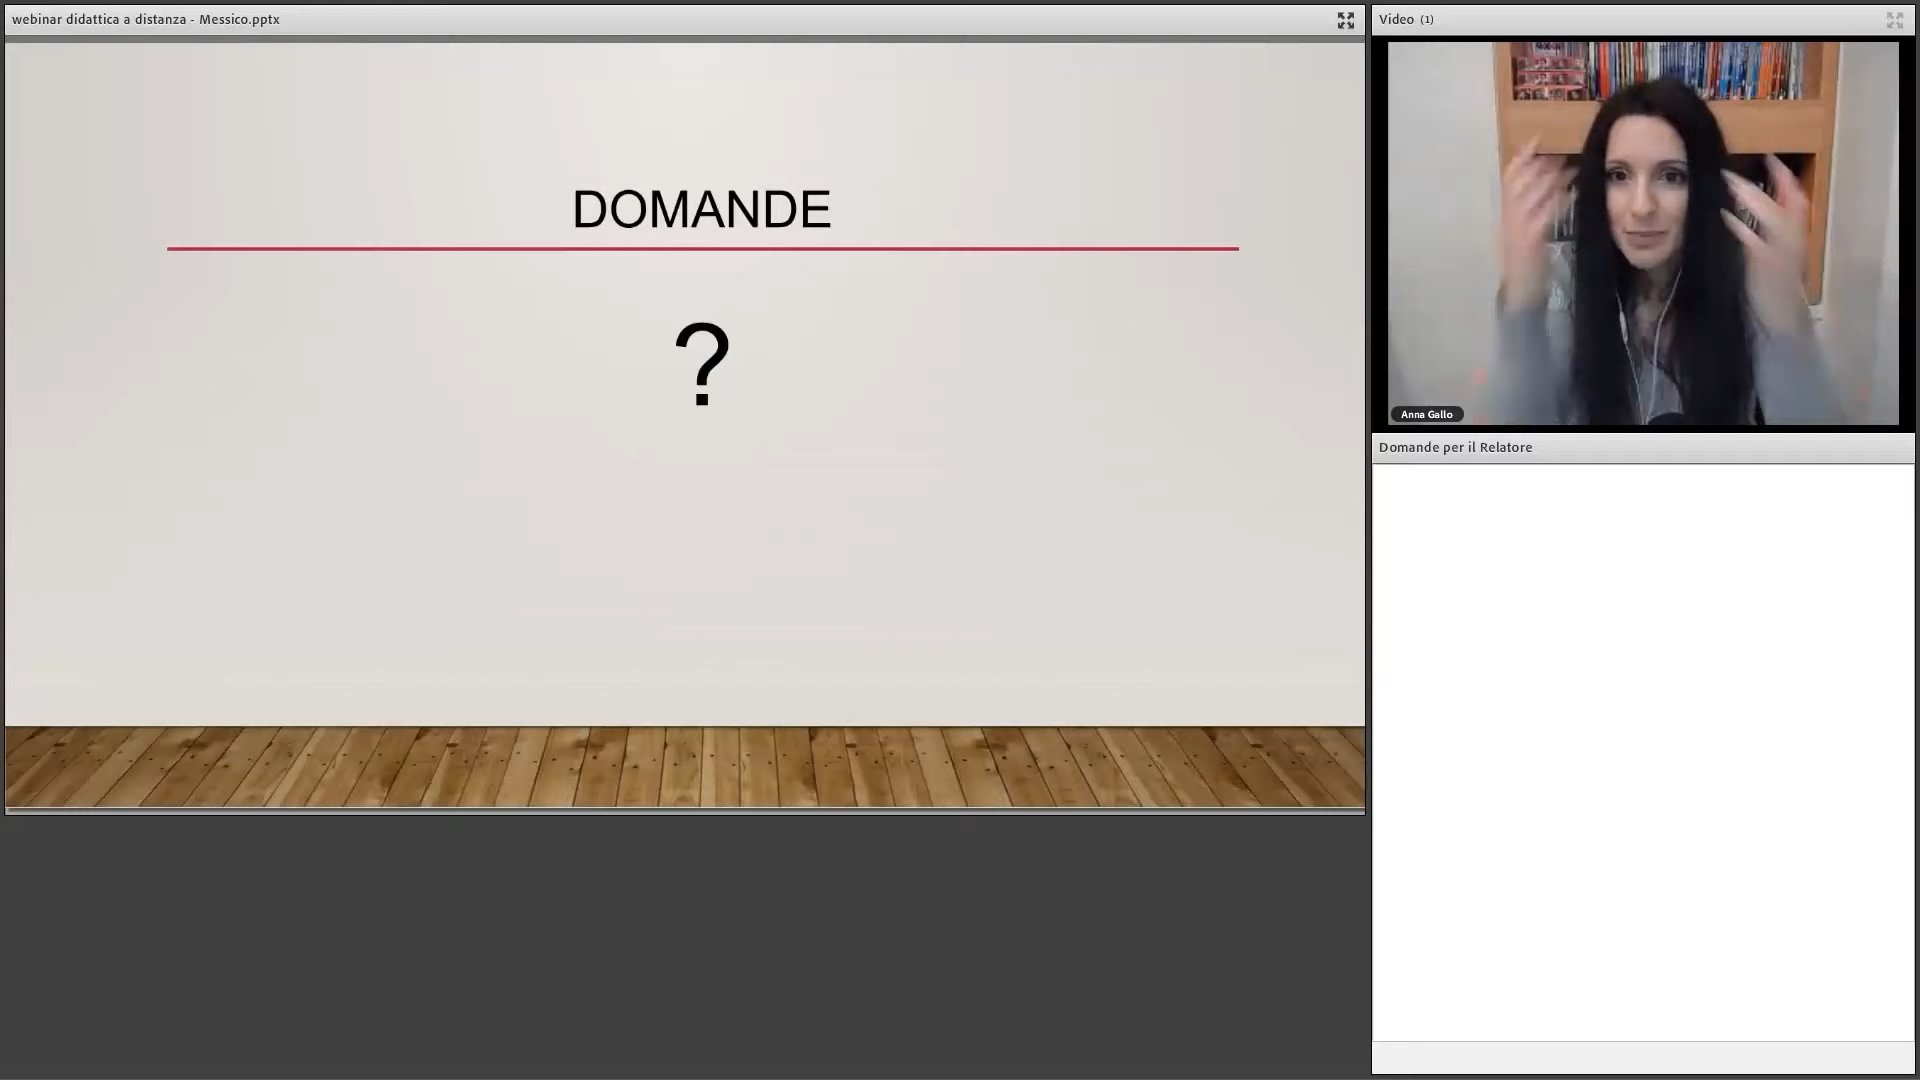 webinar didattica a distanza - Messico.pptx
DOMANDE
?
Video (1)
Anna Gallo
Domande per il Relatore